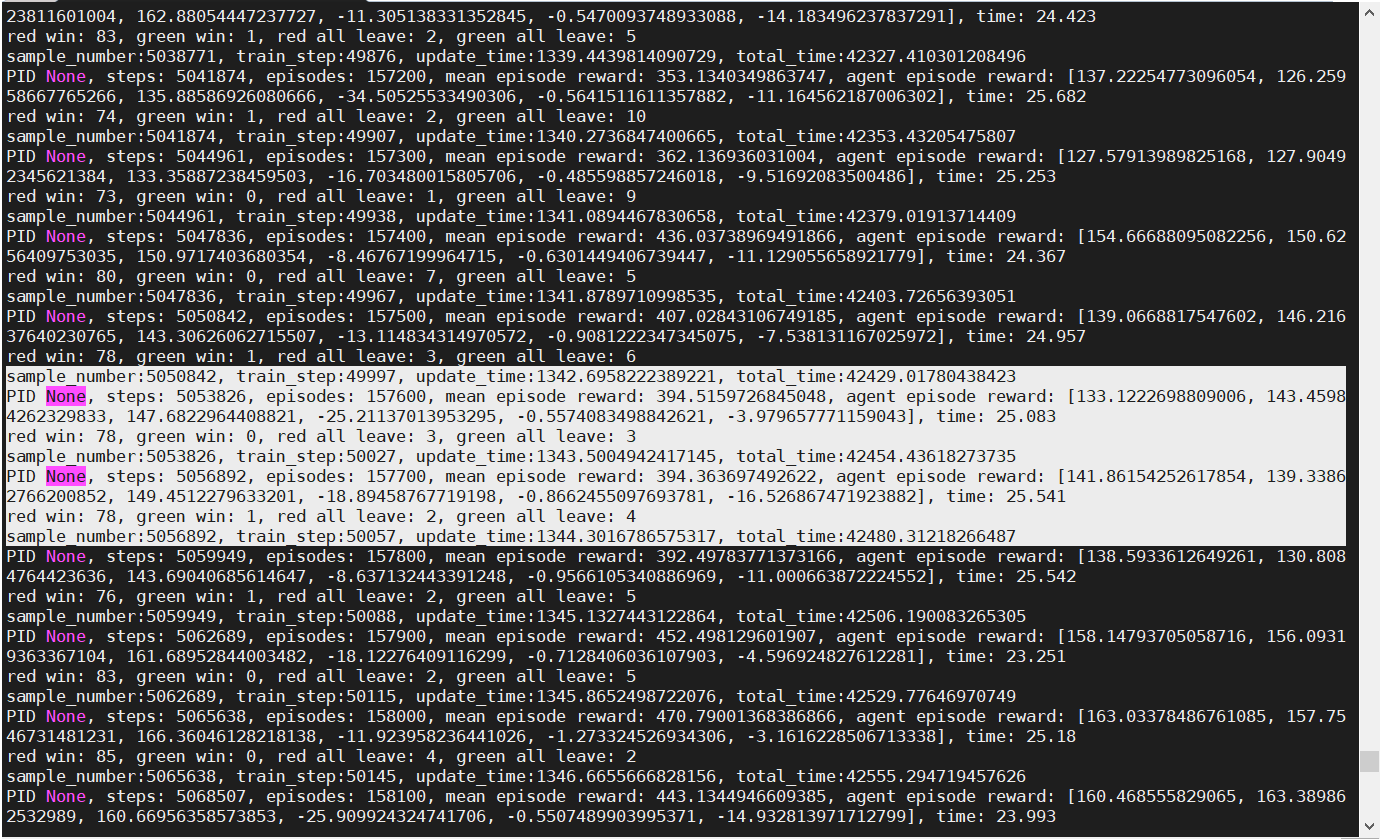 23811601004, 162.88054447237727, -11.305138331352845, -0.5470093748933088, -14.183496237837291], time: 24.423
red win: 83, green win: 1, red all leave: 2, green all leave: 5
sample_number:5038771, train_step:49876, update_time:1339.4439814090729, total_time:42327.410301208496
PID None, steps: 5041874, episodes: 157200, mean episode reward: 353.1340349863747, agent episode reward: [137.22254773096054, 126.259
58667765266, 135.88586926080666, -34.50525533490306, -0.5641511611357882, -11.164562187006302], time: 25.682
red win: 74, green win: 1, red all leave: 2, green all leave: 10
sample_number:5041874, train_step:49907, update_time:1340.2736847400665, total_time:42353.43205475807
PID None, steps: 5044961, episodes: 157300, mean episode reward: 362.136936031004, agent episode reward: [127.57913989825168, 127.9049
2345621384, 133.35887238459503, -16.703480015805706, -0.485598857246018, -9.51692083500486], time: 25.253
red win: 73, green win: 0, red all leave: 1, green all leave: 9
sample_number:5044961, train_step:49938, update_time:1341.0894467830658, total_time:42379.01913714409
PID None, steps: 5047836, episodes: 157400, mean episode reward: 436.03738969491866, agent episode reward: [154.66688095082256, 150.62
56409753035, 150.9717403680354, -8.46767199964715, -0.6301449406739447, -11.129055658921779], time: 24.367
red win: 80, green win: 0, red all leave: 7, green all leave: 5
sample_number:5047836, train_step:49967, update_time:1341.8789710998535, total_time:42403.72656393051
PID None, steps: 5050842, episodes: 157500, mean episode reward: 407.02843106749185, agent episode reward: [139.0668817547602, 146.216
37640230765, 143.30626062715507, -13.114834314970572, -0.9081222347345075, -7.538131167025972], time: 24.957
red win: 78, green win: 1, red all leave: 3, green all leave: 6
sample_number:5050842, train_step:49997, update_time:1342.6958222389221, total_time:42429.01780438423
PID None, steps: 5053826, episodes: 157600, mean episode reward: 394.5159726845048, agent episode reward: [133.1222698809006, 143.4598
4262329833, 147.6822964408821, -25.21137013953295, -0.5574083498842621, -3.979657771159043], time: 25.083
red win: 78, green win: 0, red all leave: 3, green all leave: 3
sample_number:5053826, train_step:50027, update_time:1343.5004942417145, total_time:42454.43618273735
PID None, steps: 5056892, episodes: 157700, mean episode reward: 394.363697492622, agent episode reward: [141.86154252617854, 139.3386
2766200852, 149.4512279633201, -18.89458767719198, -0.8662455097693781, -16.526867471923882], time: 25.541
red win: 78, green win: 1, red all leave: 2, green all leave: 4
sample_number:5056892, train_step:50057, update_time:1344.3016786575317, total_time:42480.31218266487
PID None, steps: 5059949, episodes: 157800, mean episode reward: 392.49783771373166, agent episode reward: [138.5933612649261, 130.808
4764423636, 143.69040685614647, -8.637132443391248, -0.9566105340886969, -11.000663872224552], time: 25.542
red win: 76, green win: 1, red all leave: 2, green all leave: 5
sample_number:5059949, train_step:50088, update_time:1345.1327443122864, total_time:42506.190083265305
PID None, steps: 5062689, episodes: 157900, mean episode reward: 452.498129601907, agent episode reward: [158.14793705058716, 156.0931
9363367104, 161.68952844003482, -18.12276409116299, -0.7128406036107903, -4.596924827612281], time: 23.251
red win: 83, green win: 0, red all leave: 2, green all leave: 5
sample_number:5062689, train_step:50115, update_time:1345.8652498722076, total_time:42529.77646970749
PID None, steps: 5065638, episodes: 158000, mean episode reward: 470.79001368386866, agent episode reward: [163.03378486761085, 157.75
46731481231, 166.36046128218138, -11.923958236441026, -1.273324526934306, -3.1616228506713338], time: 25.18
red win: 85, green win: 0, red all leave: 4, green all leave: 2
sample_number:5065638, train_step:50145, update_time:1346.6655666828156, total_time:42555.294719457626
PID None, steps: 5068507, episodes: 158100, mean episode reward: 443.1344946609385, agent episode reward: [160.468555829065, 163.38986
2532989, 160.66956358573853, -25.909924324741706, -0.5507489903995371, -14.932813971712799], time: 23.993